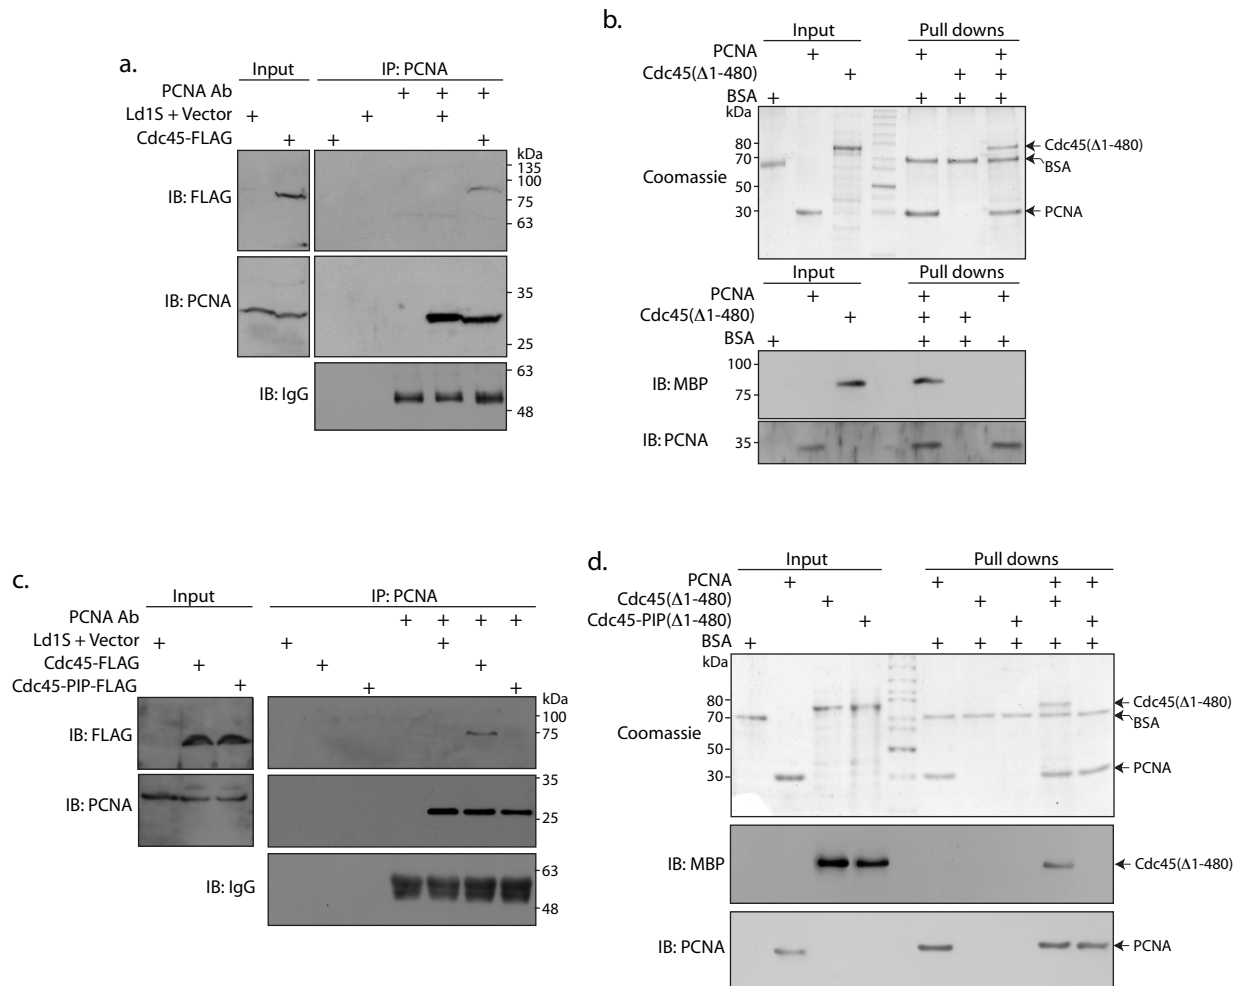 a.
Input IP: PCNA
PCNA Ab + + +
Ld1S + Vector + + +
Cdc45-FLAG + + +
kDa
IB: FLAG
135
100
75
63
IB: PCNA
35
25
IB: IgG
63
48
b.
Input Pull downs
PCNA + + +
Cdc45(Δ1-480) + + +
BSA + + + +
kDa
Coomassie
80
70
50
30
Cdc45(Δ1-480)
BSA
PCNA
Input Pull downs
PCNA + + +
Cdc45(Δ1-480) + + +
BSA + + + +
IB: MBP
100
75
IB: PCNA
35
c.
Input IP: PCNA
PCNA Ab + + + +
Ld1S + Vector + + +
Cdc45-FLAG + + +
Cdc45-PIP-FLAG + + +
kDa
IB: FLAG
100
75
IB: PCNA
35
25
IB: IgG
63
48
d.
Input Pull downs
PCNA + + + +
Cdc45(Δ1-480) + + +
Cdc45-PIP(Δ1-480) + + +
BSA + + + + + +
kDa
Coomassie
80
70
50
30
Cdc45(Δ1-480)
BSA
PCNA
IB: MBP
Cdc45(Δ1-480)
IB: PCNA
PCNA